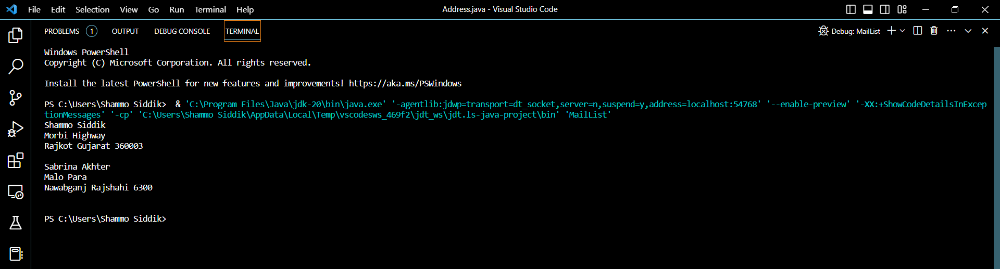 File Edit Selection View Go Run Terminal Help Address.java - Visual Studio Code
PROBLEMS 1 OUTPUT DEBUG CONSOLE TERMINAL Debug: MailList
Windows PowerShell
Copyright (C) Microsoft Corporation. All rights reserved.
Install the latest PowerShell for new features and improvements! https://aka.ms/PSWindows
PS C:\Users\Shammo Siddik>  & 'C:\Program Files\Java\jdk-20\bin\java.exe' '-agentlib:jdwp=transport=dt_socket,server=n,suspend=y,address=localhost:54768' '--enable-preview' '-XX:+ShowCodeDetailsInExcep
tionMessages' '-cp' 'C:\Users\Shammo Siddik\AppData\Local\Temp\vscodesws_469f2\jdt_ws\jdt.ls-java-project\bin' 'MailList'
Shammo Siddik
Morbi Highway
Rajkot Gujarat 360003
Sabrina Akhter
Malo Para
Nawabganj Rajshahi 6300
PS C:\Users\Shammo Siddik>